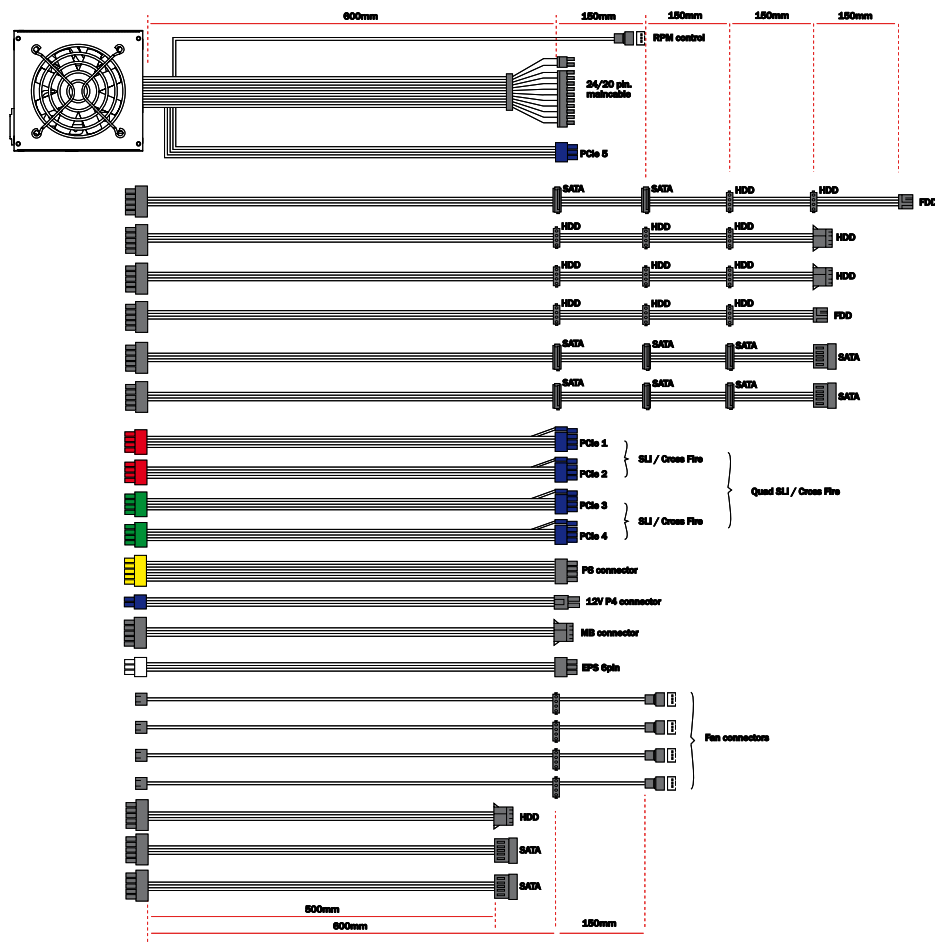 600mm 150mm 150mm 150mm 150mm
RPM control
24/20 pin.
maincable
PCIe 5
SATA SATA HDD HDD FDD
HDD HDD HDD HDD
HDD HDD HDD HDD
HDD HDD HDD FDD
SATA SATA SATA SATA
SATA SATA SATA SATA
PCIe 1
SLI / Cross Fire
PCIe 2
Quad SLI / Cross Fire
PCIe 3
SLI / Cross Fire
PCIe 4
P8 connector
12V P4 connector
MB connector
EPS 6pin
Fan connectors
HDD
SATA
SATA
500mm
600mm 150mm